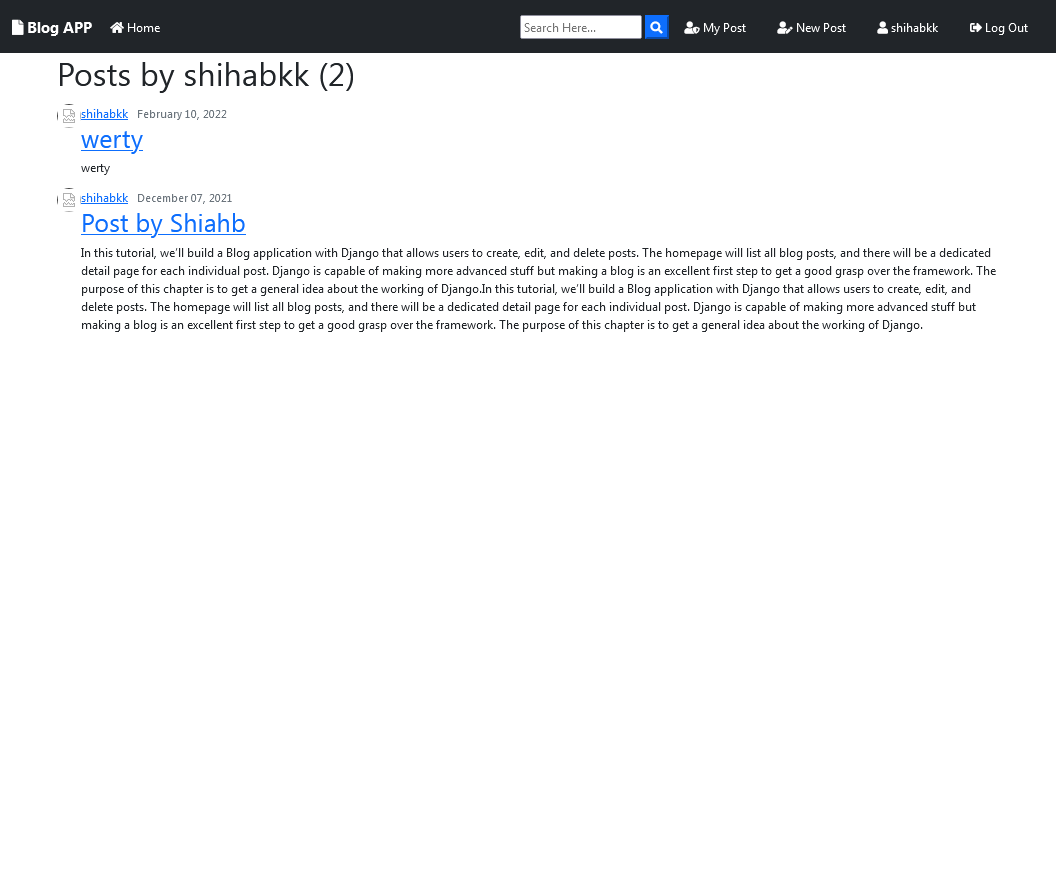 Blog APP Home Search Here... My Post New Post shihabkk Log Out
Posts by shihabkk (2)
shihabkk February 10, 2022
werty
werty
shihabkk December 07, 2021
Post by Shiahb
In this tutorial, we'll build a Blog application with Django that allows users to create, edit, and delete posts. The homepage will list all blog posts, and there will be a dedicated
detail page for each individual post. Django is capable of making more advanced stuff but making a blog is an excellent first step to get a good grasp over the framework. The
purpose of this chapter is to get a general idea about the working of Django.In this tutorial, we'll build a Blog application with Django that allows users to create, edit, and
delete posts. The homepage will list all blog posts, and there will be a dedicated detail page for each individual post. Django is capable of making more advanced stuff but
making a blog is an excellent first step to get a good grasp over the framework. The purpose of this chapter is to get a general idea about the working of Django.